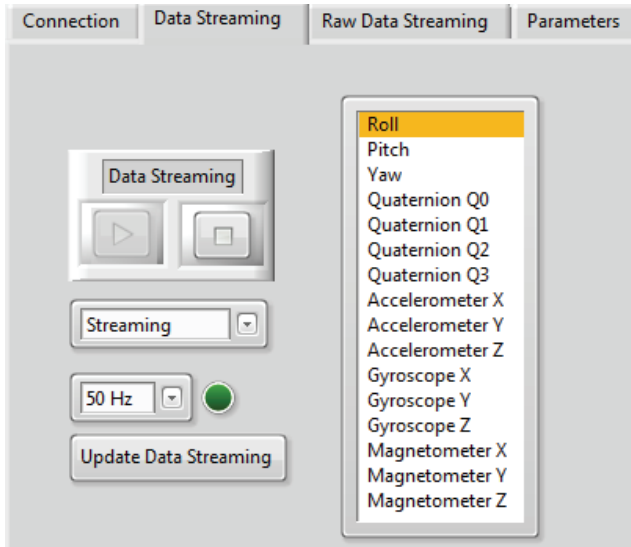 Connection
Data Streaming
Raw Data Streaming
Parameters
Data Streaming
Streaming
50 Hz
Update Data Streaming
Roll
Pitch
Yaw
Quaternion Q0
Quaternion Q1
Quaternion Q2
Quaternion Q3
Accelerometer X
Accelerometer Y
Accelerometer Z
Gyroscope X
Gyroscope Y
Gyroscope Z
Magnetometer X
Magnetometer Y
Magnetometer Z